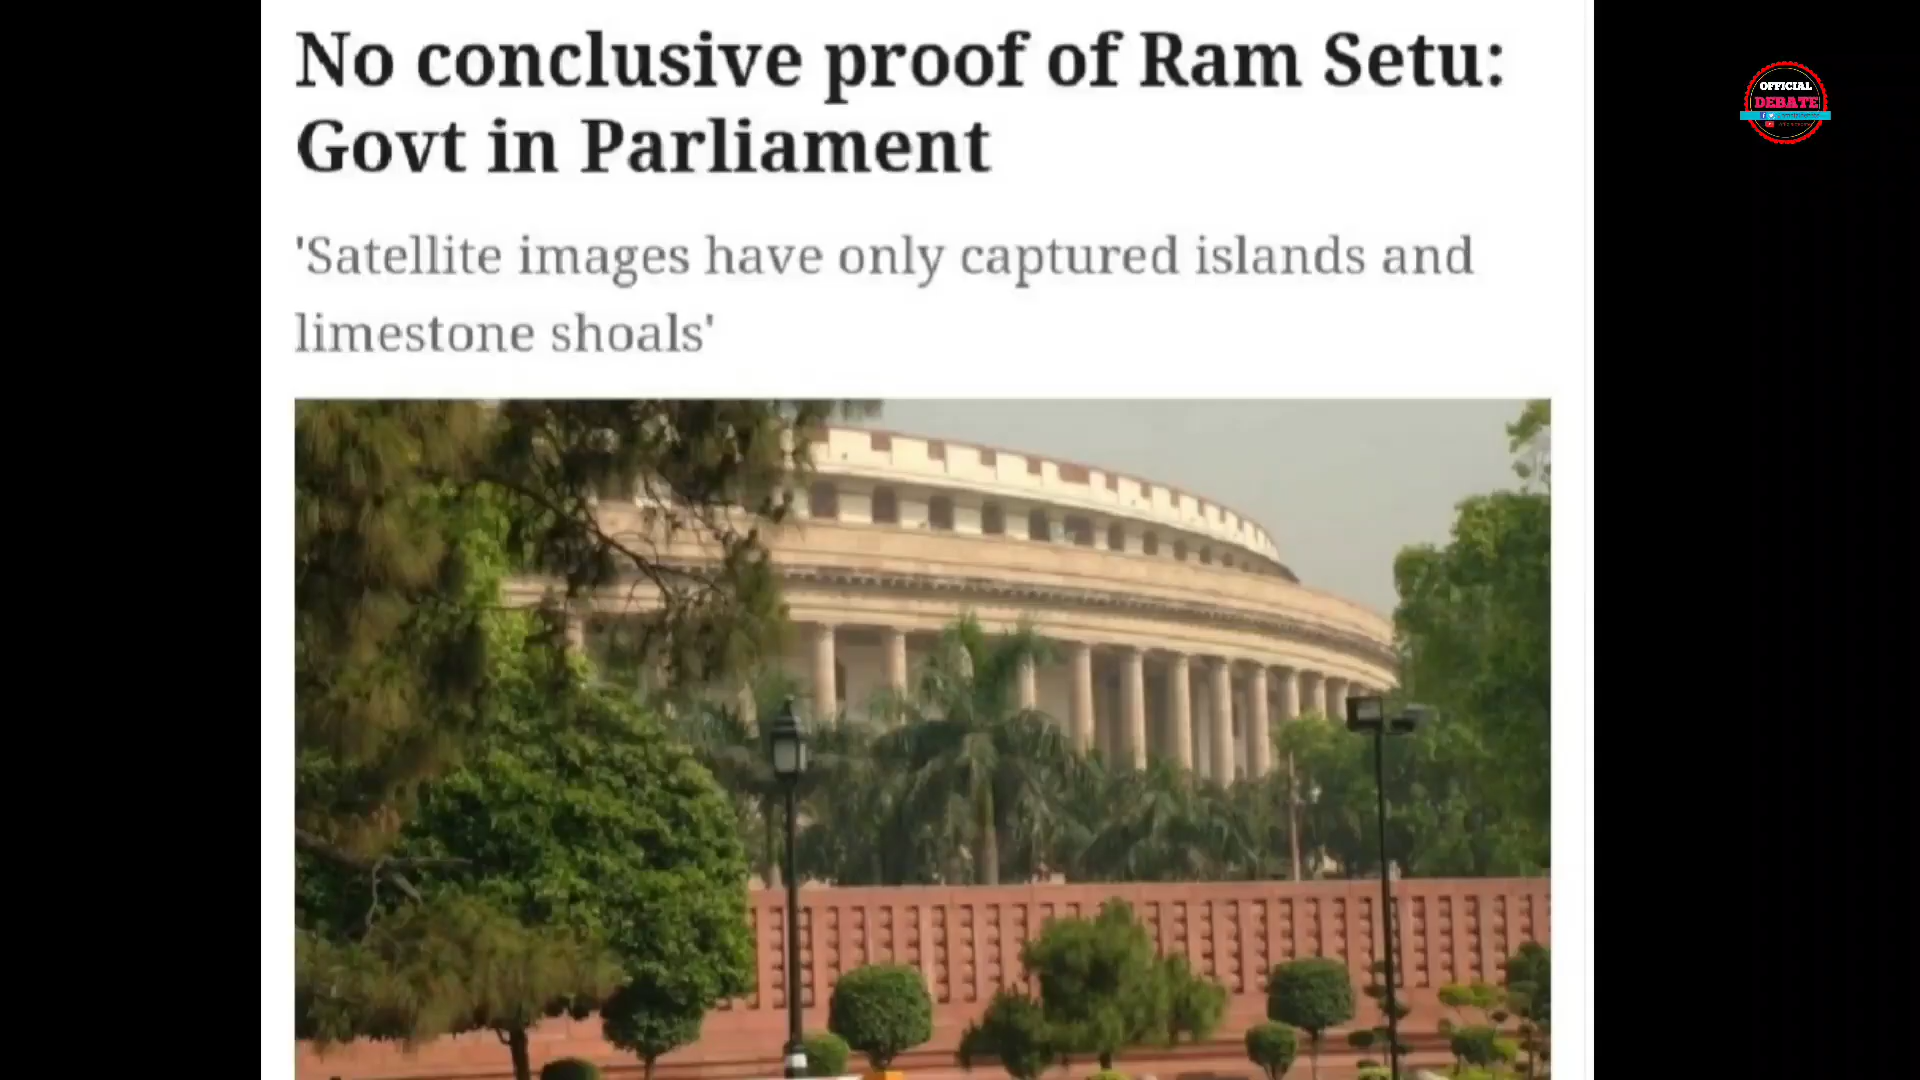 No conclusive proof of Ram Setu:
Govt in Parliament
'Satellite images have only captured islands and
limestone shoals'
OFFICIAL
DEBATE